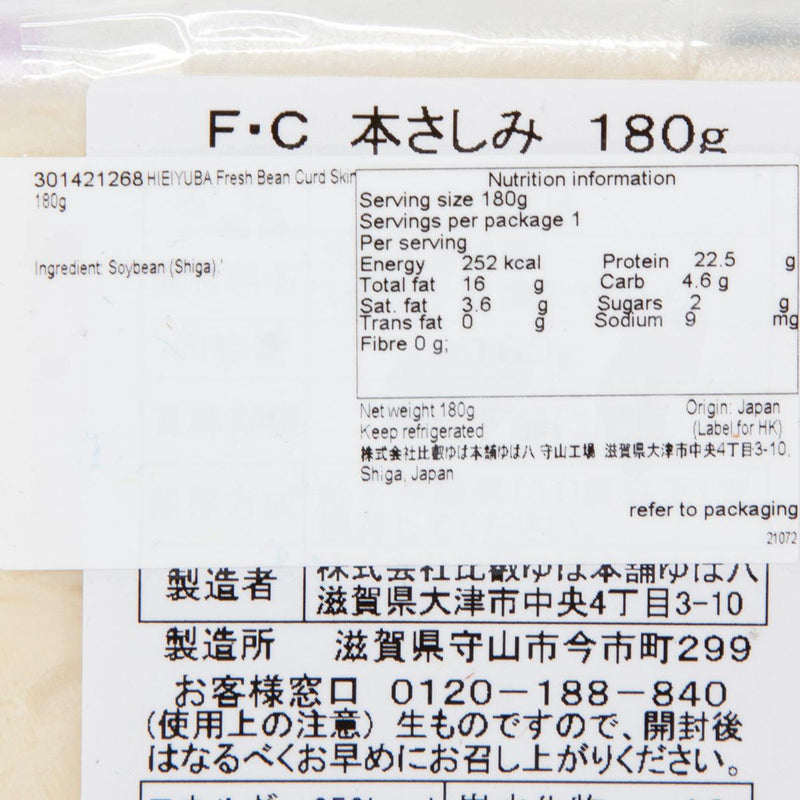 F・C 本さしみ 180g
301421268 HIEIYUBA Fresh Bean Curd Skin
180g
Ingredient: Soybean (Shiga).'
Nutrition information
Serving size 180g
Servings per package 1
Per serving
Energy 252 kcal Protein 22.5 g
Total fat 16 g Carb 4.6 g
Sat. fat 3.6 g Sugars 2 g
Trans fat 0 g Sodium 9 mg
Fibre 0 g;
Net weight 180g Origin: Japan
Keep refrigerated (Label for HK)
株式会社比叡ゆば本舗ゆば八 守山工場 滋賀県大津市中央4丁目3-10,
Shiga, Japan
refer to packaging
21072
製造者 株式会社比叡ゆば本舗ゆば八
滋賀県大津市中央4丁目3-10
製造所 滋賀県守山市今市町299
お客様窓口 0120-188-840
(使用上の注意) 生ものですので、開封後
はなるべくお早めにお召し上がりください。